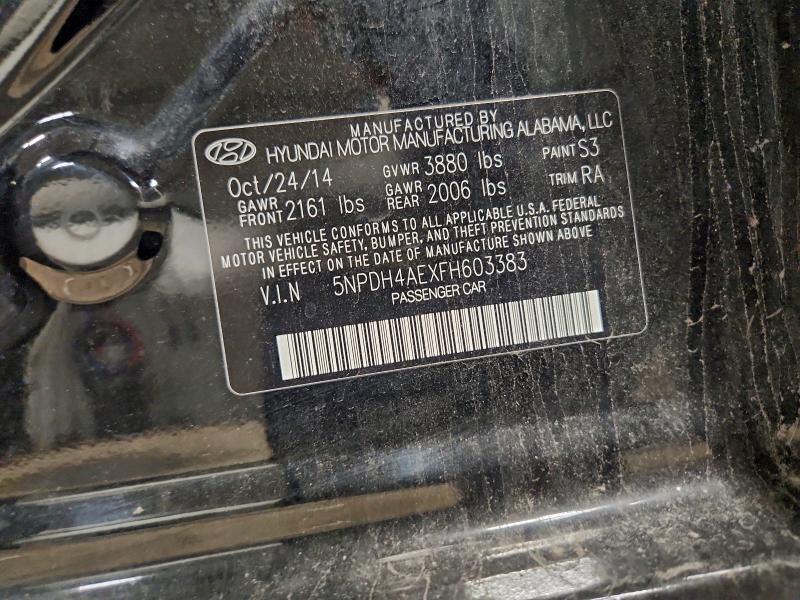 MANUFACTURED BY
HYUNDAI MOTOR MANUFACTURING ALABAMA, LLC
Oct/24/14 GVWR 3880 lbs PAINT S3
GAWR FRONT 2161 lbs GAWR REAR 2006 lbs TRIM RA
THIS VEHICLE CONFORMS TO ALL APPLICABLE U.S.A. FEDERAL
MOTOR VEHICLE SAFETY, BUMPER, AND THEFT PREVENTION STANDARDS
IN EFFECT ON THE DATE OF MANUFACTURE SHOWN ABOVE
V.I.N 5NPDH4AEXFH603383
PASSENGER CAR